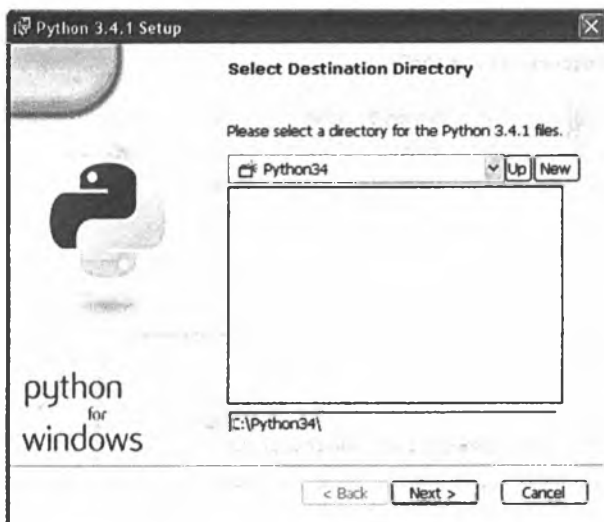 Python 3.4.1 Setup
Select Destination Directory
Please select a directory for the Python 3.4.1 files.
Python34
Up
New
C:\Python34\
python
for
windows
< Back
Next >
Cancel